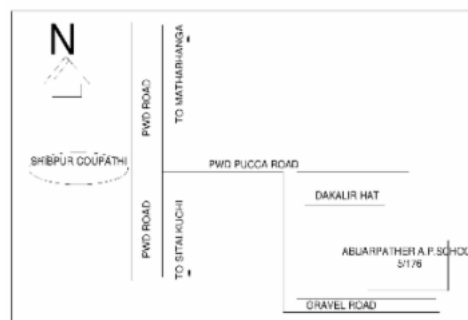 N
PWD ROAD
TO MATHABHANGA
SHIBPUR COUPATHI
PWD PUCCA ROAD
DAKALIR HAT
PWD ROAD
TO SITALKUCHI
ABUARPATHER A.P.SCHOO
5/176
GRAVEL ROAD